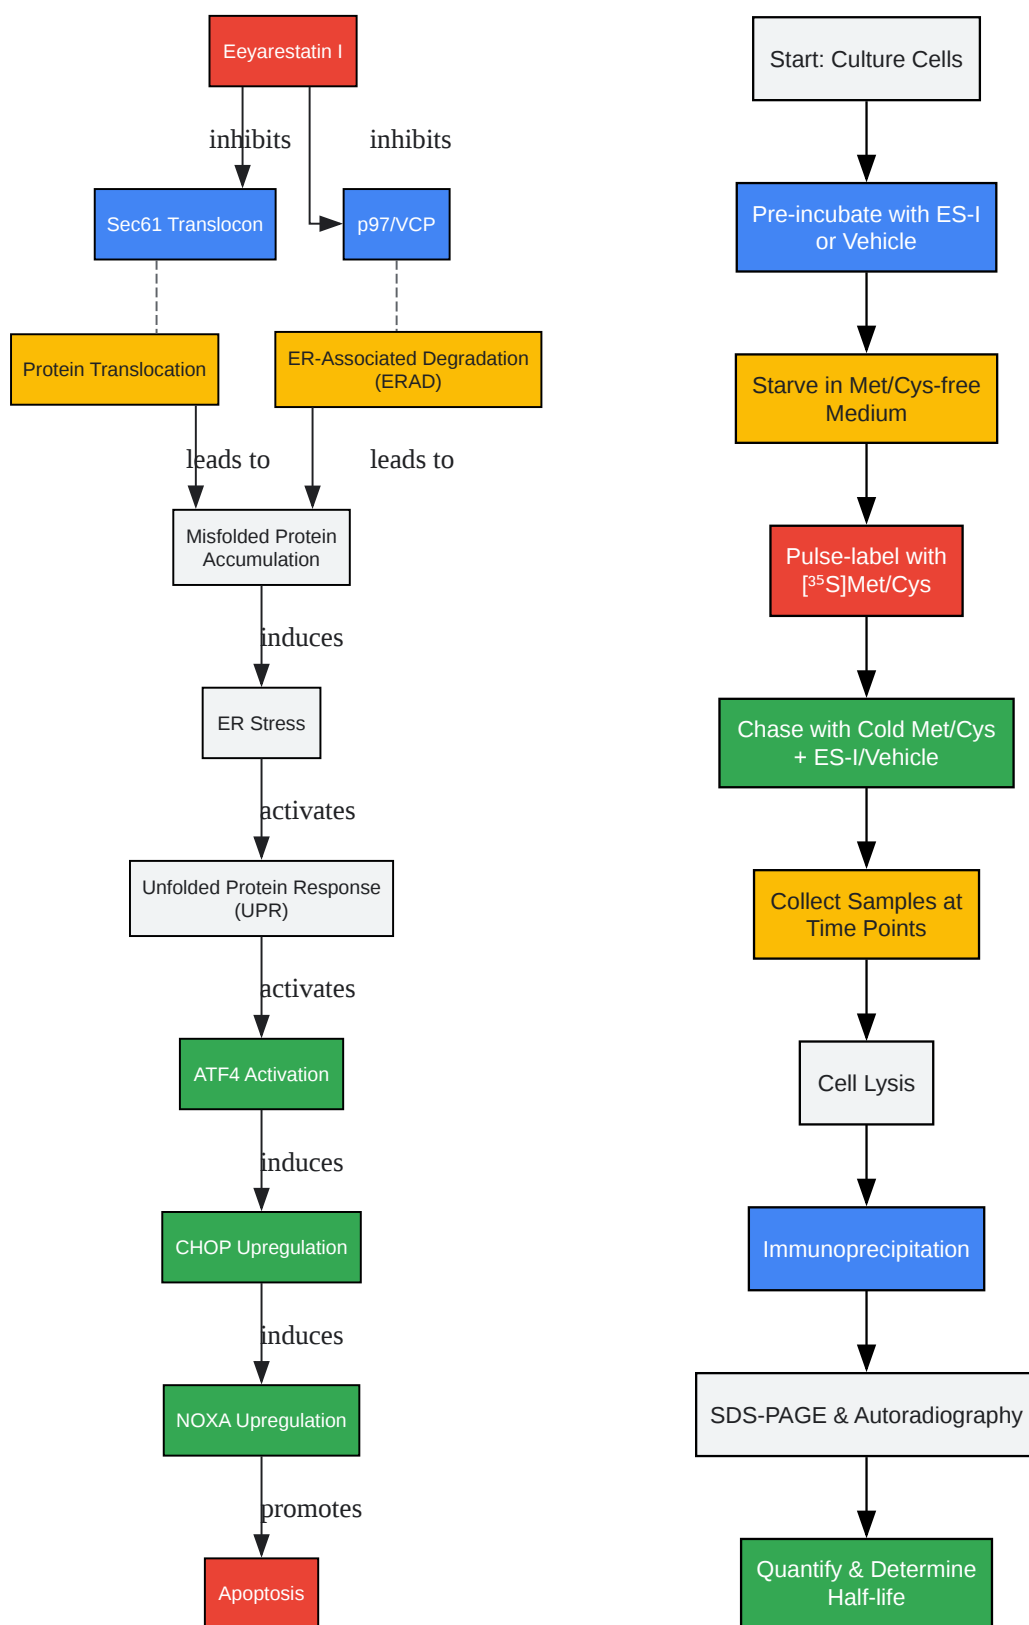 Eeyarestatin I
inhibits
inhibits
Sec61 Translocon
p97/VCP
Protein Translocation
ER-Associated Degradation
(ERAD)
leads to
leads to
Misfolded Protein
Accumulation
induces
ER Stress
activates
Unfolded Protein Response
(UPR)
activates
ATF4 Activation
induces
CHOP Upregulation
induces
NOXA Upregulation
promotes
Apoptosis
Start: Culture Cells
Pre-incubate with ES-I
or Vehicle
Starve in Met/Cys-free
Medium
Pulse-label with
[³⁵S]Met/Cys
Chase with Cold Met/Cys
+ ES-I/Vehicle
Collect Samples at
Time Points
Cell Lysis
Immunoprecipitation
SDS-PAGE & Autoradiography
Quantify & Determine
Half-life